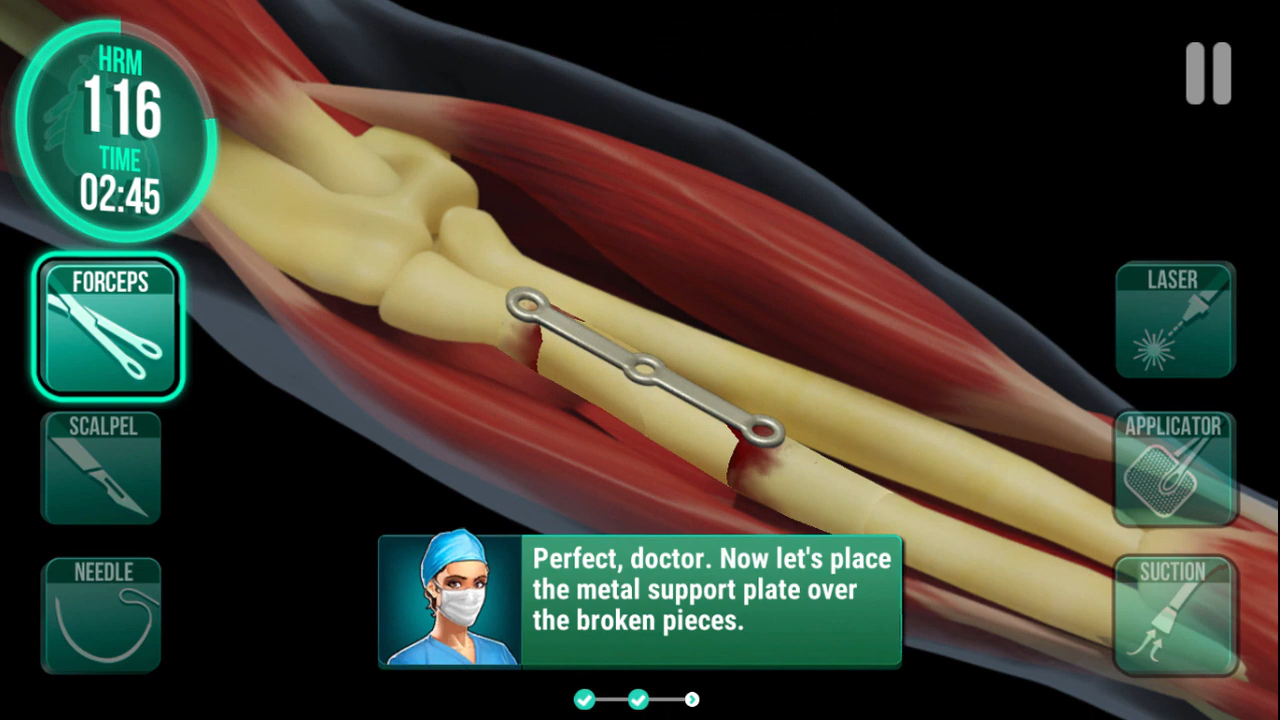 HRM
116
TIME
02:45
FORCEPS
SCALPEL
NEEDLE
LASER
APPLICATOR
SUCTION
Perfect, doctor. Now let's place
the metal support plate over
the broken pieces.